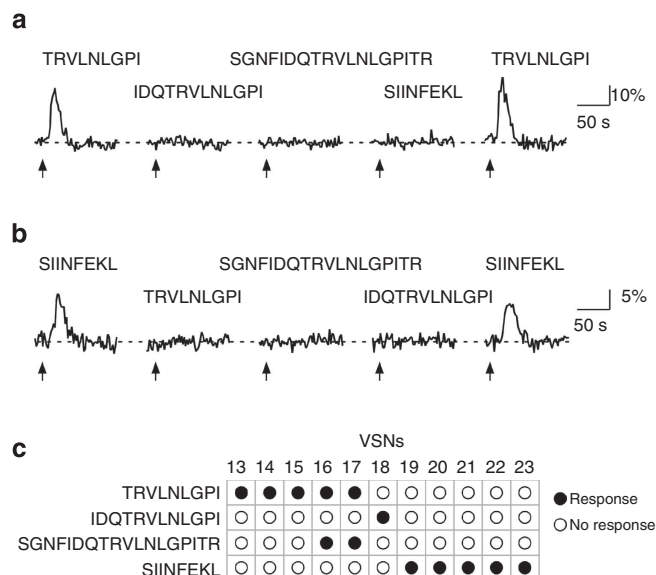 a
TRVLNLGPI SGNFIDQTRVLNLGPITR TRVLNLGPI
IDQTRVLNLGPI SIINFEKL
10%
50 s
b
SIINFEKL SGNFIDQTRVLNLGPITR SIINFEKL
TRVLNLGPI IDQTRVLNLGPI
5%
50 s
c
VSNs
13 14 15 16 17 18 19 20 21 22 23
TRVLNLGPI
IDQTRVLNLGPI
SGNFIDQTRVLNLGPITR
SIINFEKL
Response
No response